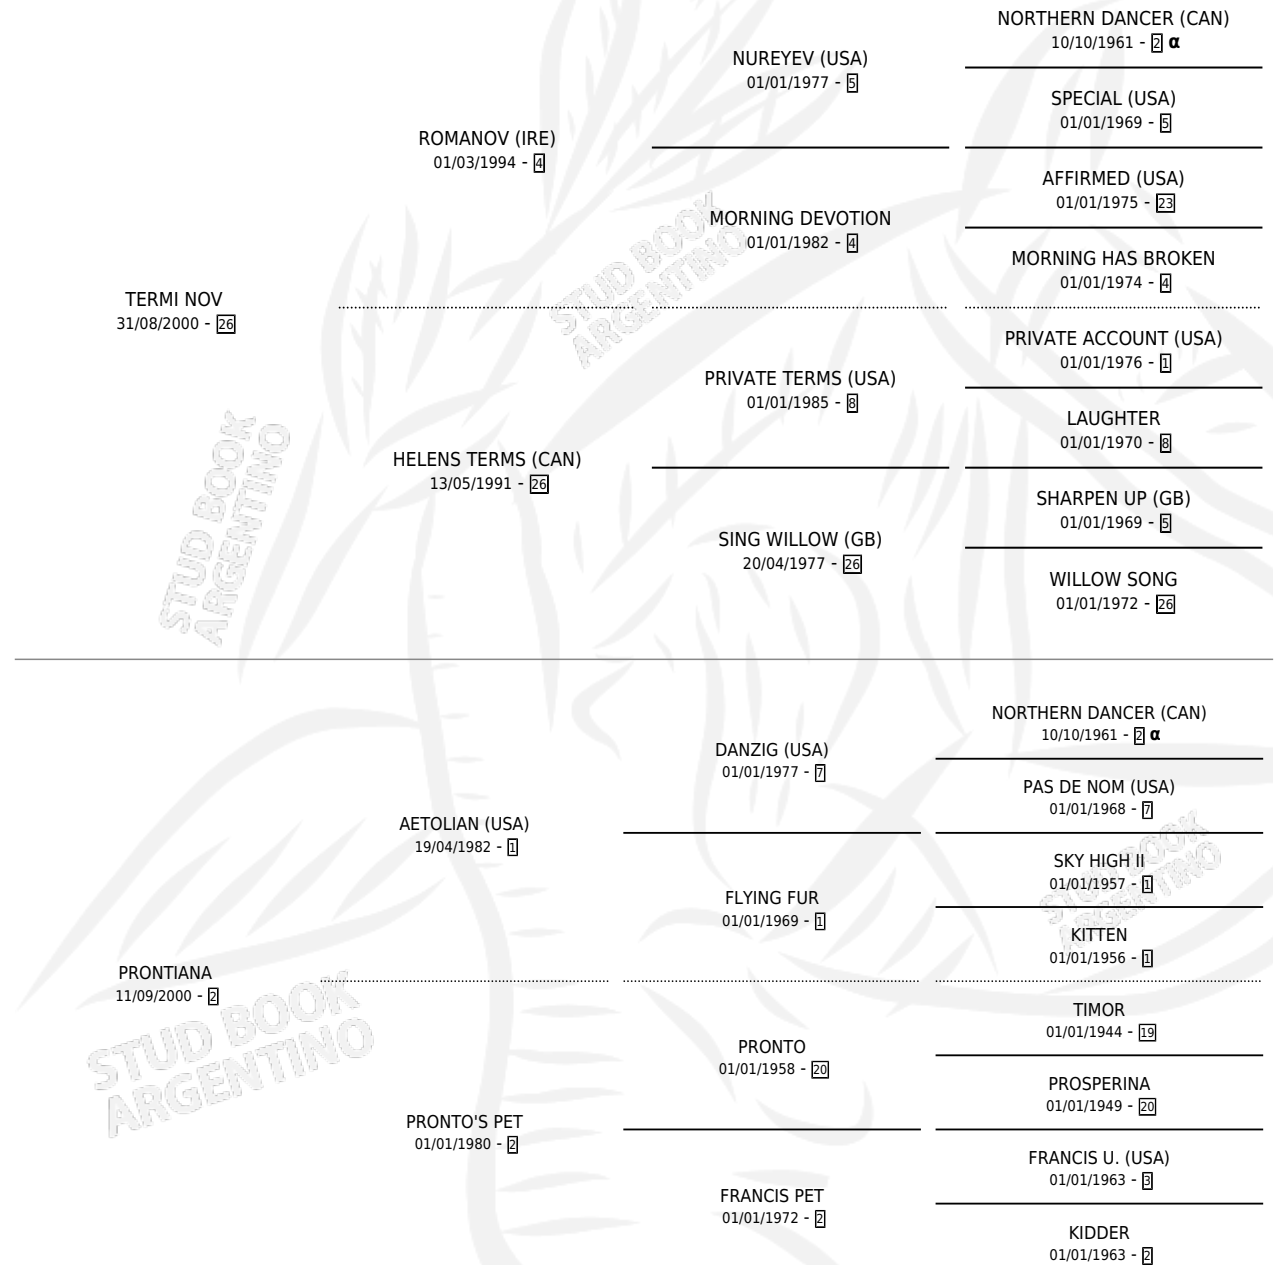 NORTHERN DANCER (CAN)
10/10/1961 - 2 α
NUREYEV (USA)
01/01/1977 - 5
SPECIAL (USA)
01/01/1969 - 5
ROMANOV (IRE)
01/03/1994 - 4
AFFIRMED (USA)
01/01/1975 - 23
MORNING DEVOTION
01/01/1982 - 4
MORNING HAS BROKEN
01/01/1974 - 4
TERMI NOV
31/08/2000 - 26
PRIVATE ACCOUNT (USA)
01/01/1976 - 1
PRIVATE TERMS (USA)
01/01/1985 - 8
LAUGHTER
01/01/1970 - 8
HELENS TERMS (CAN)
13/05/1991 - 26
SHARPEN UP (GB)
01/01/1969 - 5
SING WILLOW (GB)
20/04/1977 - 26
WILLOW SONG
01/01/1972 - 26
STUD BOOK
ARGENTINO
STUD BOOK
ARGENTINO
NORTHERN DANCER (CAN)
10/10/1961 - 2 α
DANZIG (USA)
01/01/1977 - 7
PAS DE NOM (USA)
01/01/1968 - 7
AETOLIAN (USA)
19/04/1982 - 1
SKY HIGH II
01/01/1957 - 1
FLYING FUR
01/01/1969 - 1
KITTEN
01/01/1956 - 1
PRONTIANA
11/09/2000 - 2
TIMOR
01/01/1944 - 19
PRONTO
01/01/1958 - 20
PROSPERINA
01/01/1949 - 20
PRONTO'S PET
01/01/1980 - 2
FRANCIS U. (USA)
01/01/1963 - 3
FRANCIS PET
01/01/1972 - 2
KIDDER
01/01/1963 - 2
STUD BOOK
ARGENTINO
STUD BOOK
ARGENTINO